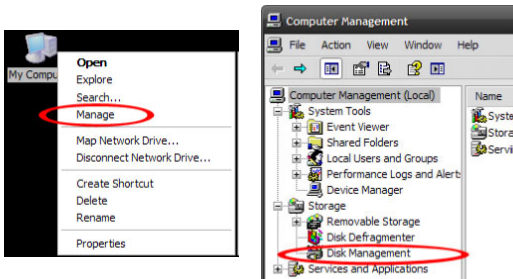 My Compu
Open
Explore
Search...
Manage
Map Network Drive...
Disconnect Network Drive...
Create Shortcut
Delete
Rename
Properties
Computer Management
File Action View Window Help
Computer Management (Local)
System Tools
Event Viewer
Shared Folders
Local Users and Groups
Performance Logs and Alerts
Device Manager
Storage
Removable Storage
Disk Defragmenter
Disk Management
Services and Applications
Name
Syste
Stora
Servi